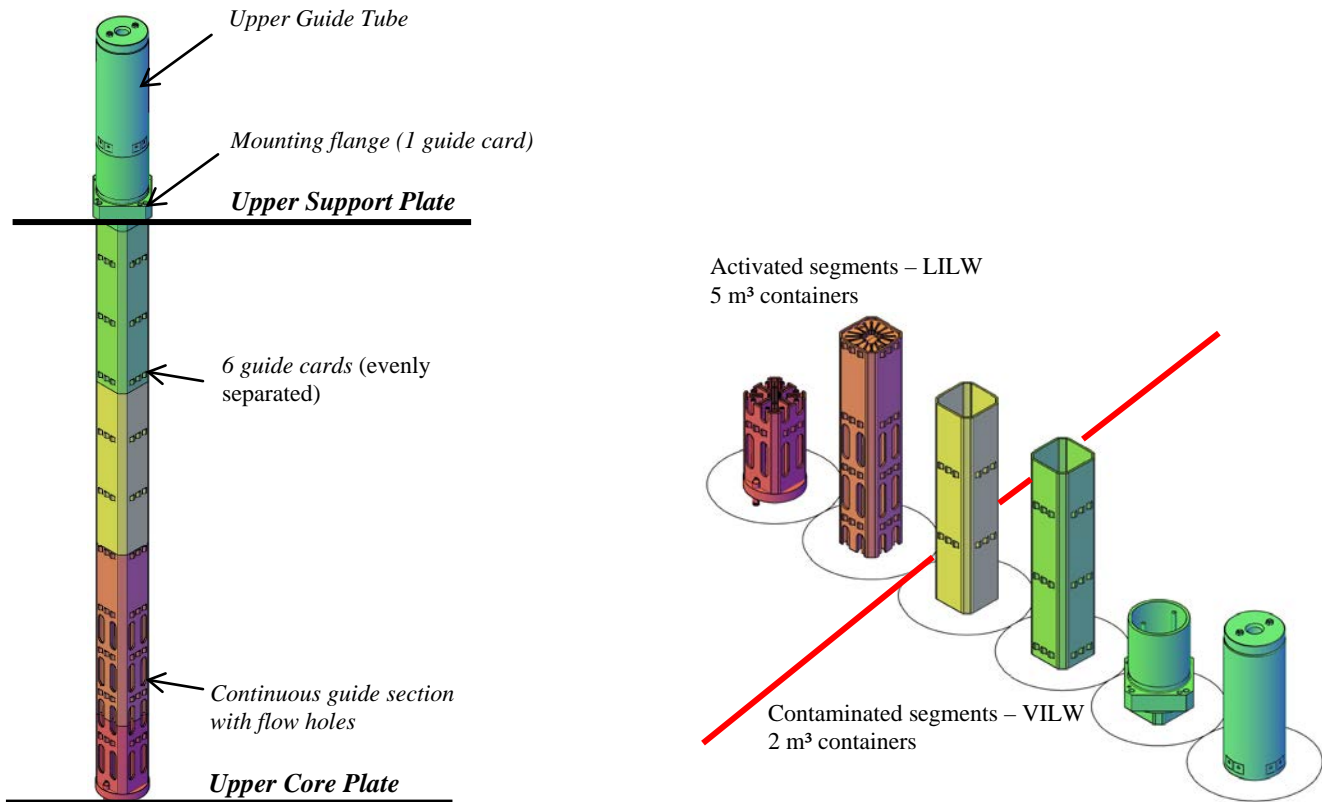 Upper Guide Tube
Mounting flange (1 guide card)
Upper Support Plate
6 guide cards (evenly
separated)
Continuous guide section
with flow holes
Upper Core Plate
Activated segments – LILW
5 m³ containers
Contaminated segments – VILW
2 m³ containers